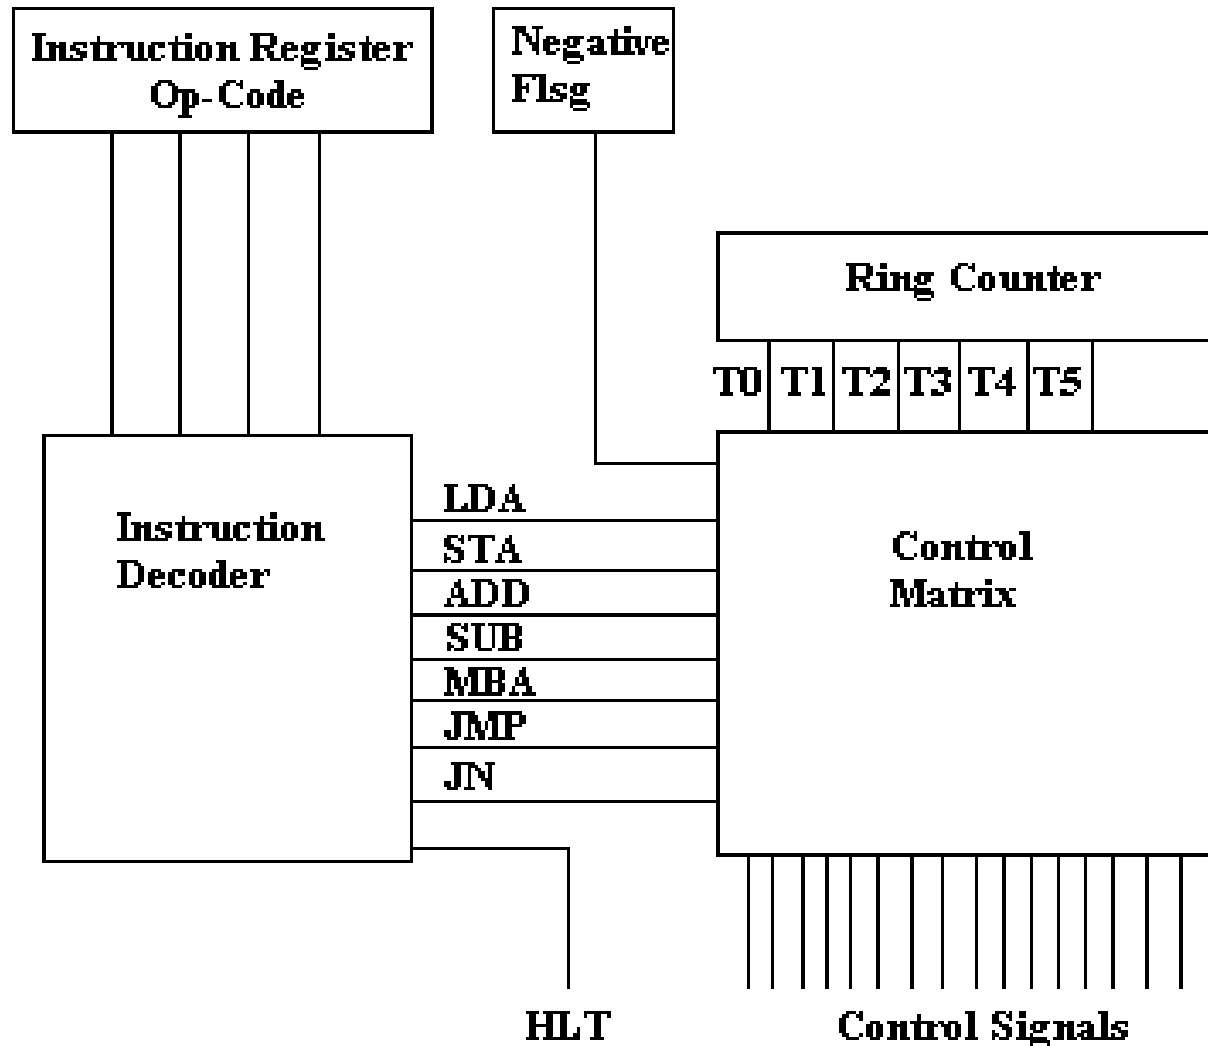 Instruction Register
Op-Code
Negative
Flsg
Ring Counter
T0 T1 T2 T3 T4 T5
Instruction
Decoder
LDA
STA
ADD
SUB
MBA
JMP
JN
Control
Matrix
HLT
Control Signals